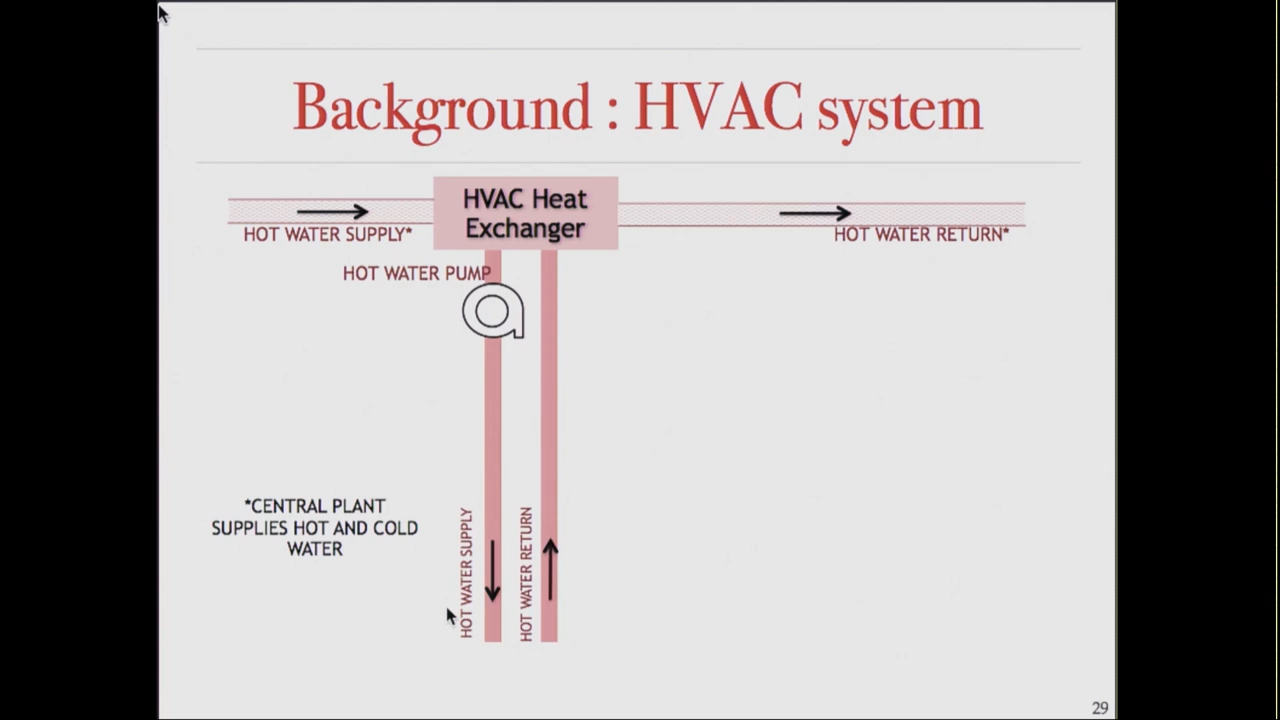 Background : HVAC system
HVAC Heat
Exchanger
HOT WATER SUPPLY*
HOT WATER RETURN*
HOT WATER PUMP
*CENTRAL PLANT
SUPPLIES HOT AND COLD
WATER
HOT WATER SUPPLY
HOT WATER RETURN
29